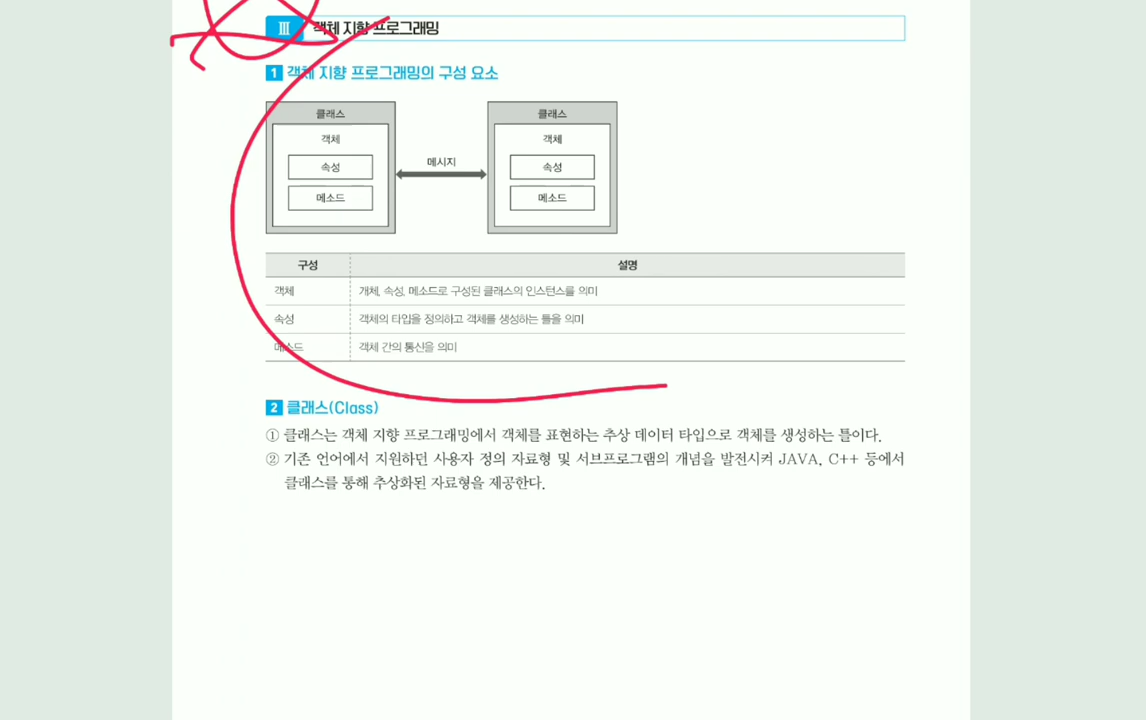 Ⅲ 객체 지향 프로그래밍
1 객체 지향 프로그래밍의 구성 요소
클래스 클래스
객체 객체
메시지
속성 속성
메소드 메소드
구성 설명
객체 개체, 속성, 메소드로 구성된 클래스의 인스턴스를 의미
속성 객체의 타입을 정의하고 객체를 생성하는 틀을 의미
메소드 객체 간의 통신을 의미
2 클래스(Class)
① 클래스는 객체 지향 프로그래밍에서 객체를 표현하는 추상 데이터 타입으로 객체를 생성하는 틀이다.
② 기존 언어에서 지원하던 사용자 정의 자료형 및 서브프로그램의 개념을 발전시켜 JAVA, C++ 등에서
클래스를 통해 추상화된 자료형을 제공한다.